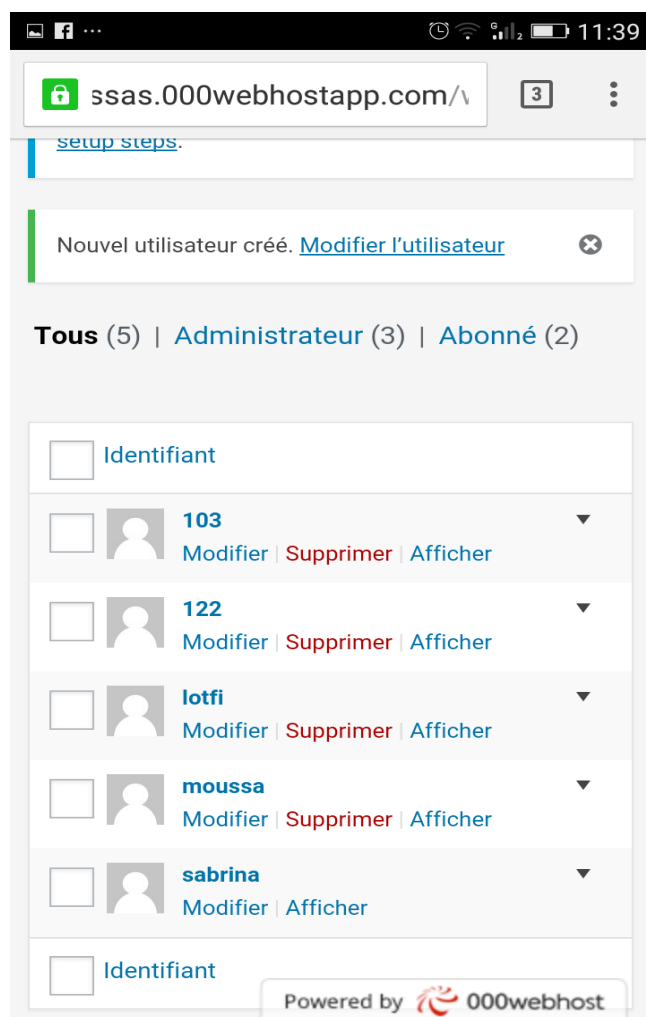 11:39
ssas.000webhostapp.com/
3
setup steps.
Nouvel utilisateur créé. Modifier l'utilisateur
Tous (5) | Administrateur (3) | Abonné (2)
Identifiant
103
Modifier | Supprimer | Afficher
122
Modifier | Supprimer | Afficher
lotfi
Modifier | Supprimer | Afficher
moussa
Modifier | Supprimer | Afficher
sabrina
Modifier | Afficher
Identifiant
Powered by 000webhost